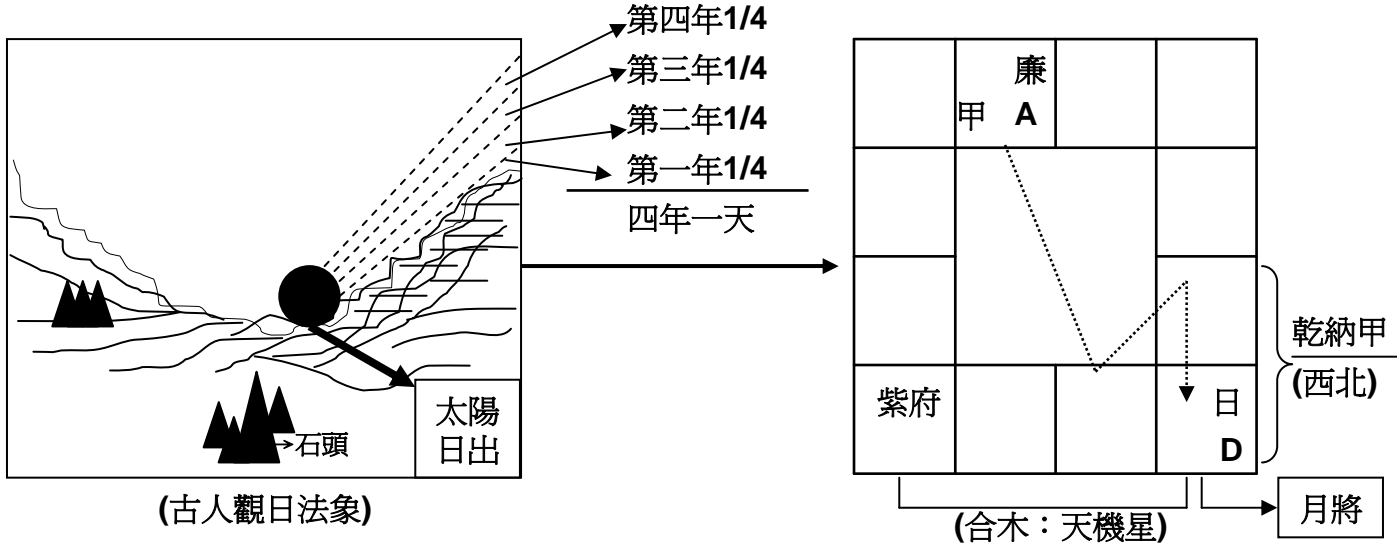 第四年1/4
第三年1/4
第二年1/4
第一年1/4
四年一天
太陽
日出
石頭
(古人觀日法象)
廉
甲 A
紫府
日
D
乾納甲
(西北)
(合木：天機星)
月將